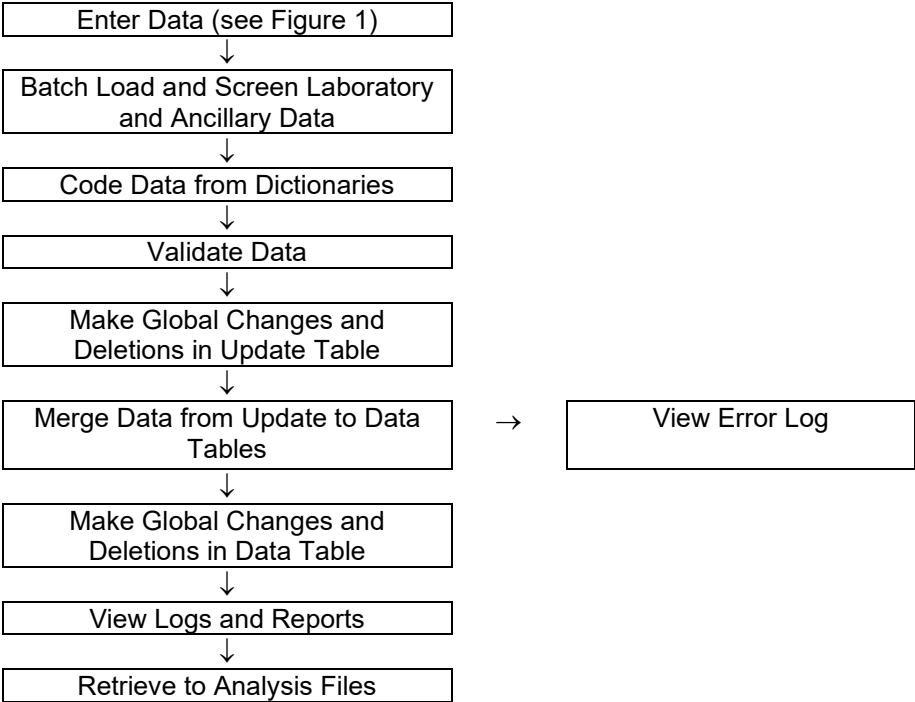 Enter Data (see Figure 1)
↓
Batch Load and Screen Laboratory
and Ancillary Data
↓
Code Data from Dictionaries
↓
Validate Data
↓
Make Global Changes and
Deletions in Update Table
↓
Merge Data from Update to Data
Tables
→
View Error Log
↓
Make Global Changes and
Deletions in Data Table
↓
View Logs and Reports
↓
Retrieve to Analysis Files